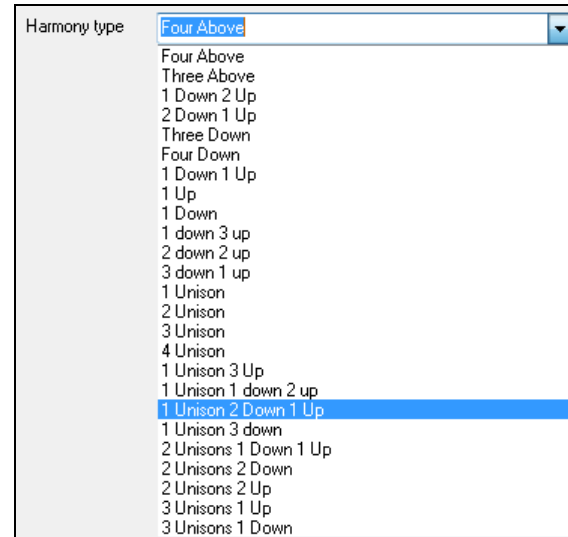 Harmony type Four Above
Four Above
Three Above
1 Down 2 Up
2 Down 1 Up
Three Down
Four Down
1 Down 1 Up
1 Up
1 Down
1 down 3 up
2 down 2 up
3 down 1 up
1 Unison
2 Unison
3 Unison
4 Unison
1 Unison 3 Up
1 Unison 1 down 2 up
1 Unison 2 Down 1 Up
1 Unison 3 down
2 Unisons 1 Down 1 Up
2 Unisons 2 Down
2 Unisons 2 Up
3 Unisons 1 Up
3 Unisons 1 Down